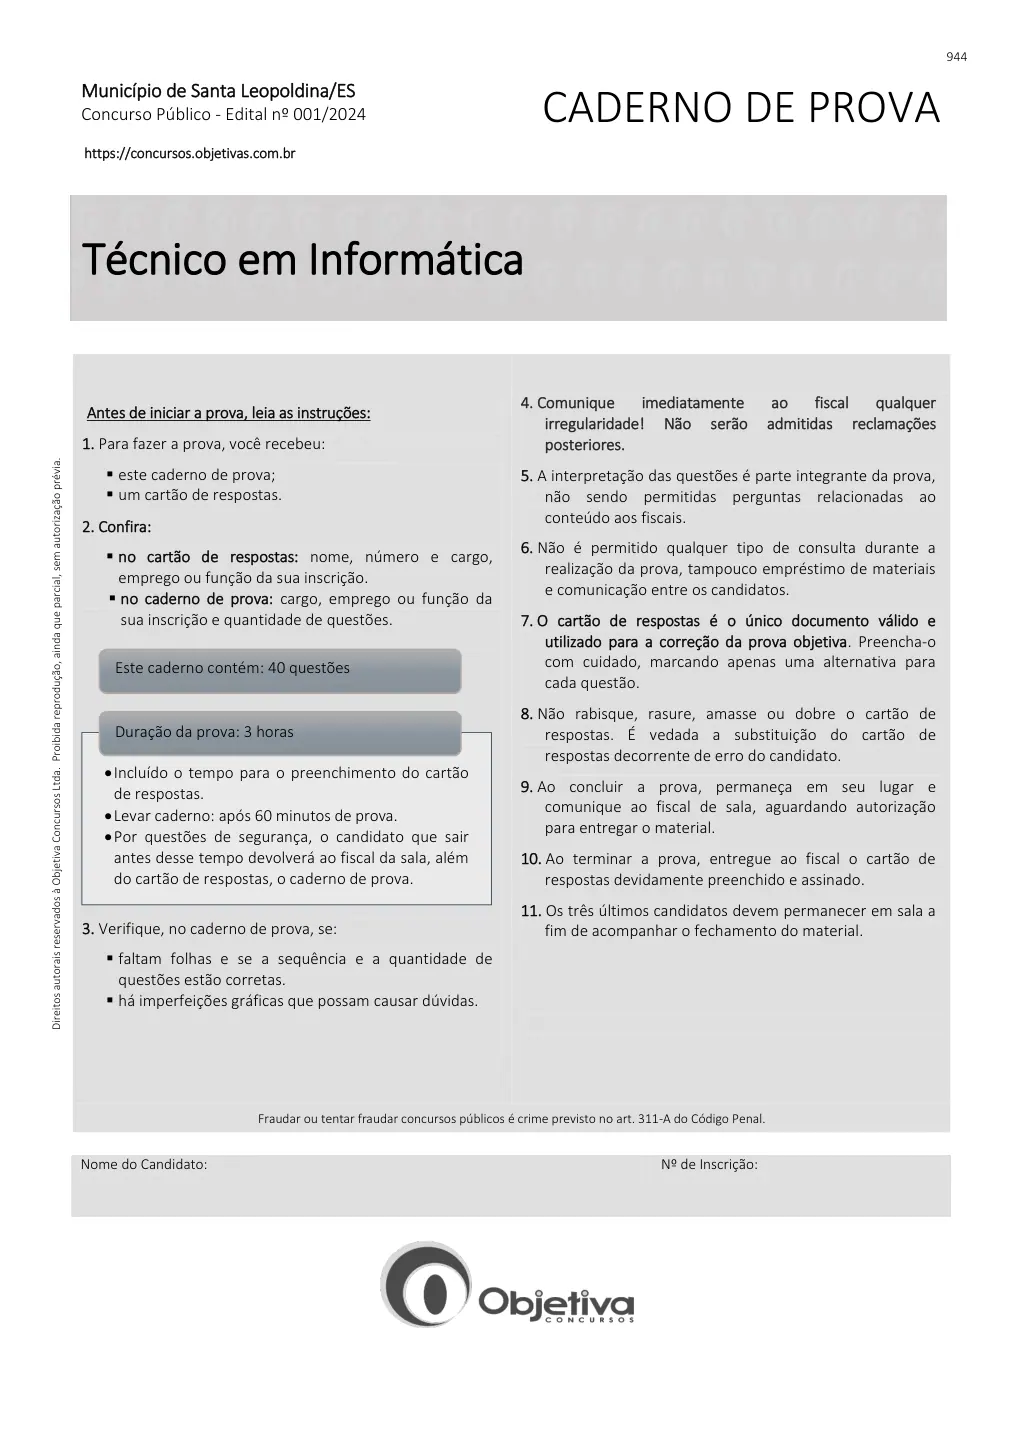 944
Município de Santa Leopoldina/ES
Concurso Público - Edital nº 001/2024
CADERNO DE PROVA
https://concursos.objetivas.com.br
Técnico em Informática
Antes de iniciar a prova, leia as instruções:
1. Para fazer a prova, você recebeu:
▪ este caderno de prova;
▪ um cartão de respostas.
2. Confira:
▪ no cartão de respostas: nome, número e cargo,
emprego ou função da sua inscrição.
▪ no caderno de prova: cargo, emprego ou função da
sua inscrição e quantidade de questões.
Este caderno contém: 40 questões
Duração da prova: 3 horas
• Incluído o tempo para o preenchimento do cartão
de respostas.
• Levar caderno: após 60 minutos de prova.
• Por questões de segurança, o candidato que sair
antes desse tempo devolverá ao fiscal da sala, além
do cartão de respostas, o caderno de prova.
3. Verifique, no caderno de prova, se:
▪ faltam folhas e se a sequência e a quantidade de
questões estão corretas.
▪ há imperfeições gráficas que possam causar dúvidas.
4. Comunique imediatamente ao fiscal qualquer
irregularidade! Não serão admitidas reclamações
posteriores.
5. A interpretação das questões é parte integrante da prova,
não sendo permitidas perguntas relacionadas ao
conteúdo aos fiscais.
6. Não é permitido qualquer tipo de consulta durante a
realização da prova, tampouco empréstimo de materiais
e comunicação entre os candidatos.
7. O cartão de respostas é o único documento válido e
utilizado para a correção da prova objetiva. Preencha-o
com cuidado, marcando apenas uma alternativa para
cada questão.
8. Não rabisque, rasure, amasse ou dobre o cartão de
respostas. É vedada a substituição do cartão de
respostas decorrente de erro do candidato.
9. Ao concluir a prova, permaneça em seu lugar e
comunique ao fiscal de sala, aguardando autorização
para entregar o material.
10. Ao terminar a prova, entregue ao fiscal o cartão de
respostas devidamente preenchido e assinado.
11. Os três últimos candidatos devem permanecer em sala a
fim de acompanhar o fechamento do material.
Direitos autorais reservados à Objetiva Concursos Ltda. Proibida reprodução, ainda que parcial, sem autorização prévia.
Fraudar ou tentar fraudar concursos públicos é crime previsto no art. 311-A do Código Penal.
Nome do Candidato:
Nº de Inscrição:
Objetiva
CONCURSOS